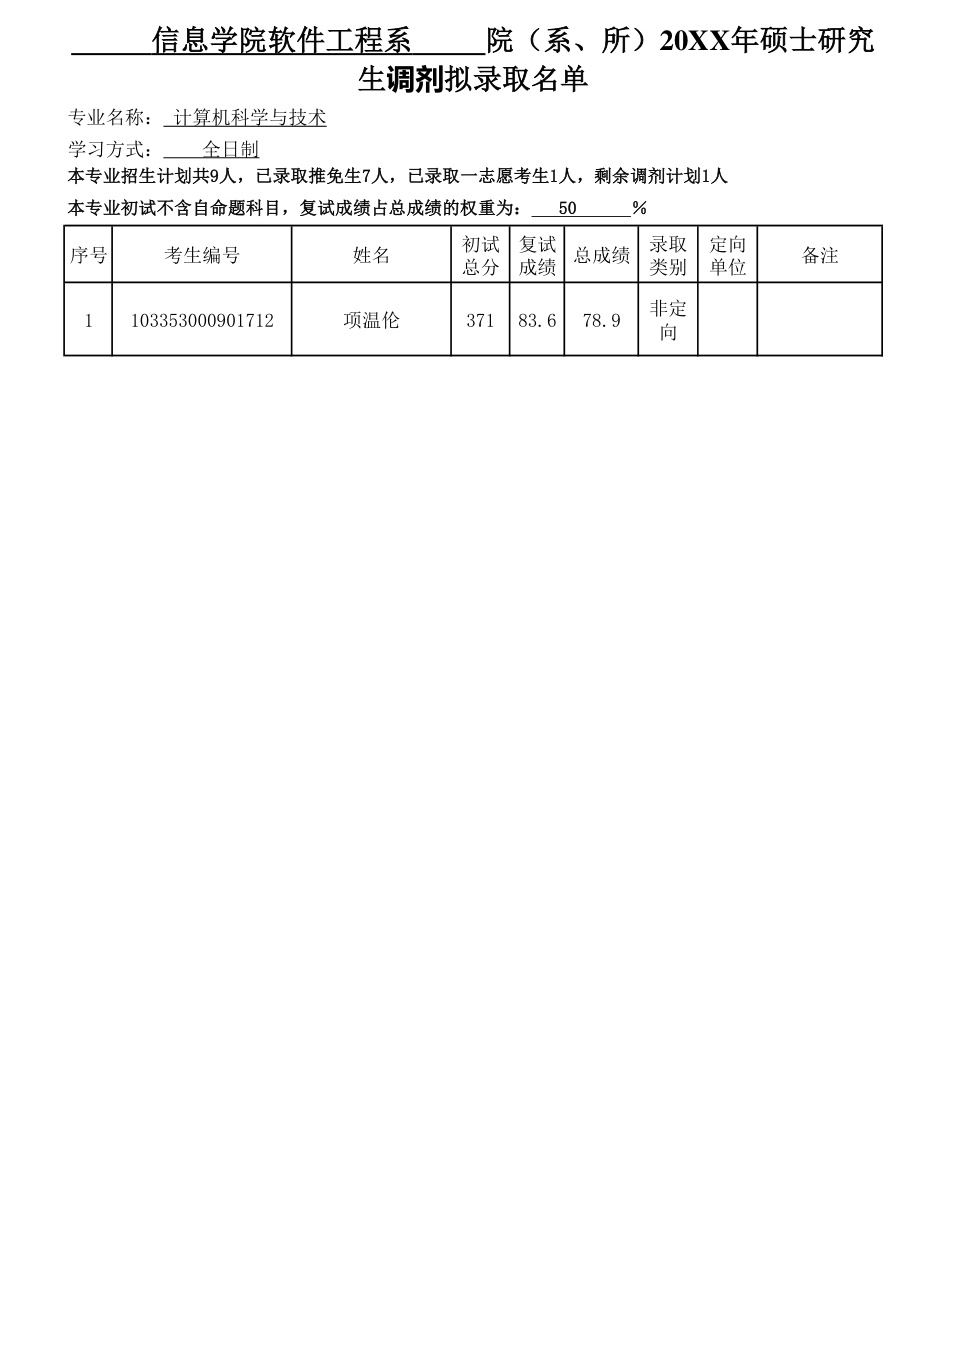 信息学院软件工程系 院（系、所）20XX年硕士研究
生调剂拟录取名单
专业名称： 计算机科学与技术
学习方式： 全日制
本专业招生计划共9人，已录取推免生7人，已录取一志愿考生1人，剩余调剂计划1人
本专业初试不含自命题科目，复试成绩占总成绩的权重为： 50 %
序号 考生编号 姓名 初试总分 复试成绩 总成绩 录取类别 定向单位 备注
1 103353000901712 项温伦 371 83.6 78.9 非定向